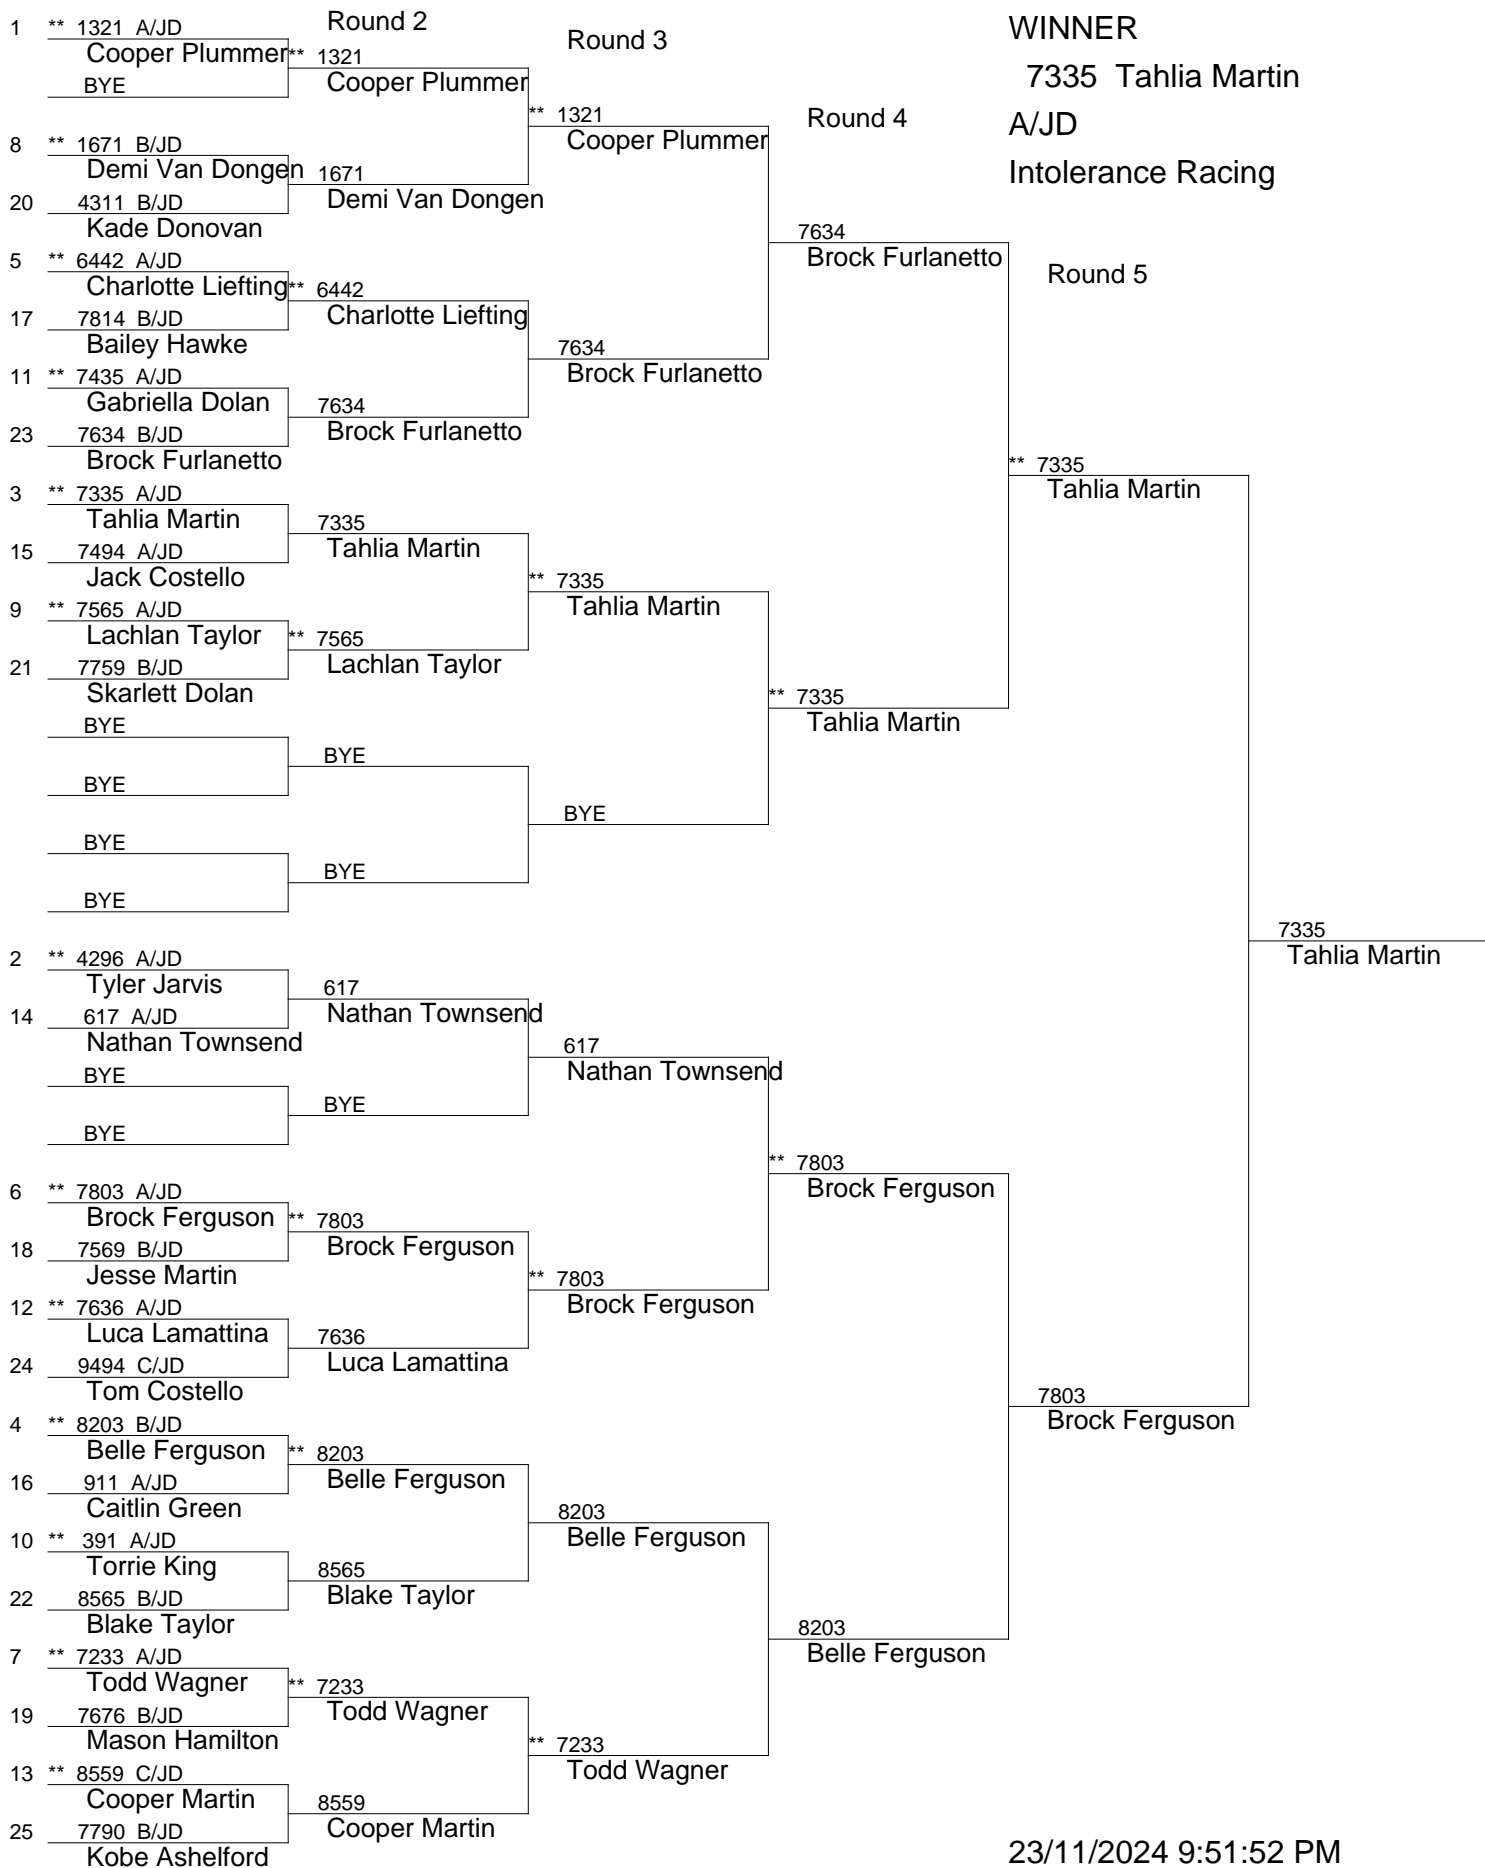 1 ** 1321 A/JD
Cooper Plummer
BYE
8 ** 1671 B/JD
Demi Van Dongen
20 4311 B/JD
Kade Donovan
5 ** 6442 A/JD
Charlotte Liefting
17 7814 B/JD
Bailey Hawke
11 ** 7435 A/JD
Gabriella Dolan
23 7634 B/JD
Brock Furlanetto
3 ** 7335 A/JD
Tahlia Martin
15 7494 A/JD
Jack Costello
9 ** 7565 A/JD
Lachlan Taylor
21 7759 B/JD
Skarlett Dolan
BYE
BYE
BYE
BYE
2 ** 4296 A/JD
Tyler Jarvis
14 617 A/JD
Nathan Townsend
BYE
BYE
6 ** 7803 A/JD
Brock Ferguson
18 7569 B/JD
Jesse Martin
12 ** 7636 A/JD
Luca Lamattina
24 9494 C/JD
Tom Costello
4 ** 8203 B/JD
Belle Ferguson
16 911 A/JD
Caitlin Green
10 ** 391 A/JD
Torrie King
22 8565 B/JD
Blake Taylor
7 ** 7233 A/JD
Todd Wagner
19 7676 B/JD
Mason Hamilton
13 ** 8559 C/JD
Cooper Martin
25 7790 B/JD
Kobe Ashelford
Round 2
** 1321
Cooper Plummer
1671
Demi Van Dongen
** 6442
Charlotte Liefting
7634
Brock Furlanetto
7335
Tahlia Martin
** 7565
Lachlan Taylor
BYE
BYE
617
Nathan Townsend
BYE
** 7803
Brock Ferguson
7636
Luca Lamattina
** 8203
Belle Ferguson
8565
Blake Taylor
** 7233
Todd Wagner
8559
Cooper Martin
Round 3
** 1321
Cooper Plummer
7634
Brock Furlanetto
** 7335
Tahlia Martin
BYE
617
Nathan Townsend
** 7803
Brock Ferguson
8203
Belle Ferguson
** 7233
Todd Wagner
Round 4
7634
Brock Furlanetto
** 7335
Tahlia Martin
** 7803
Brock Ferguson
8203
Belle Ferguson
WINNER
7335 Tahlia Martin
A/JD
Intolerance Racing
Round 5
** 7335
Tahlia Martin
7803
Brock Ferguson
7335
Tahlia Martin
23/11/2024 9:51:52 PM